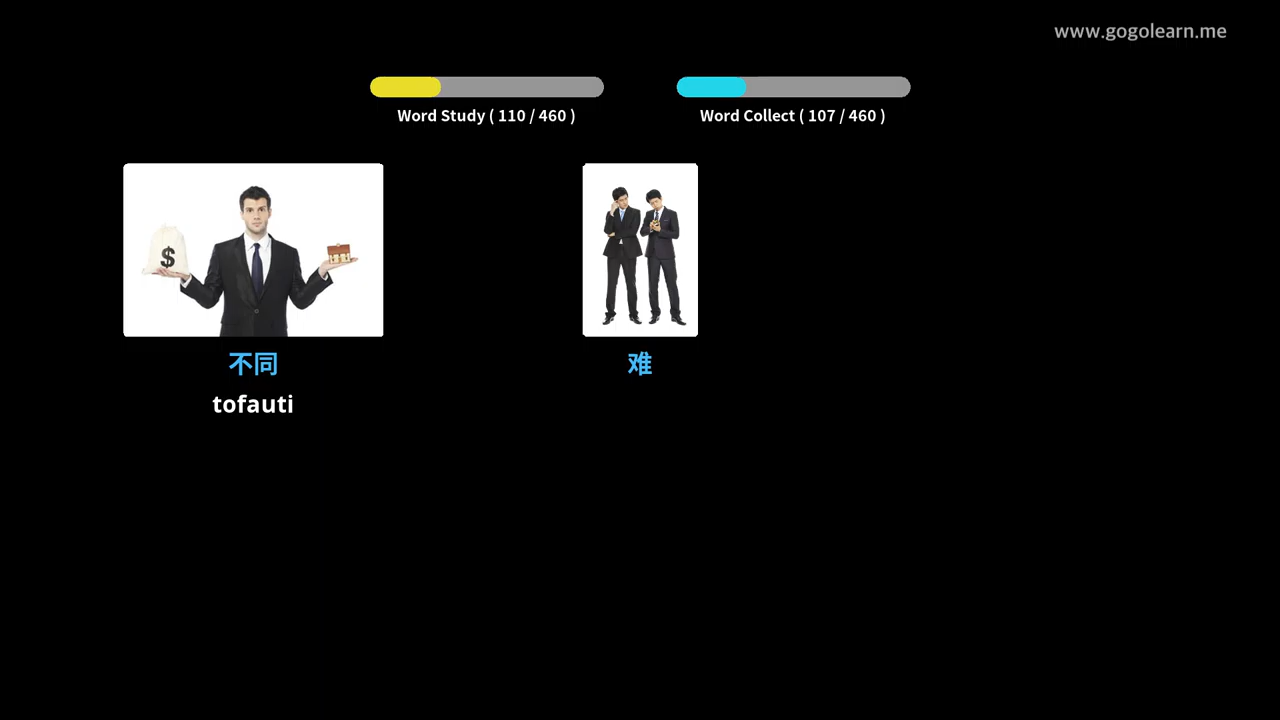 www.gogolearn.me
Word Study ( 110 / 460 )
Word Collect ( 107 / 460 )
$
不同
难
tofauti